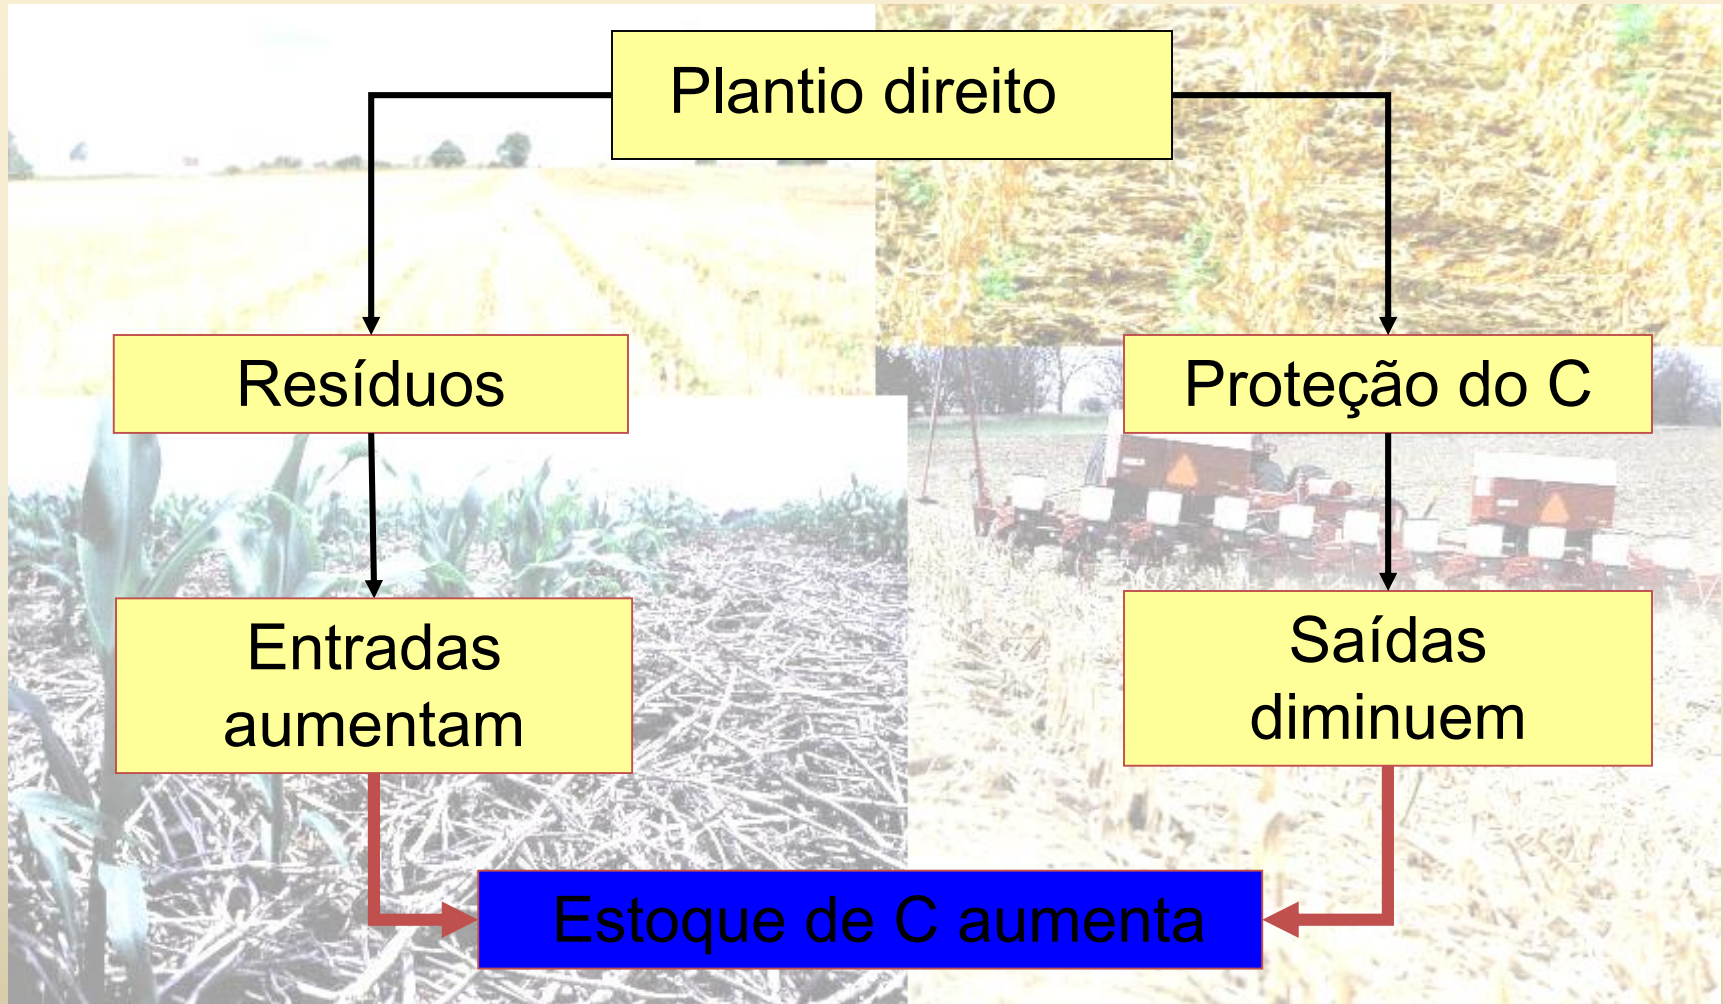 Plantio direito
Resíduos
Proteção do C
Entradas
aumentam
Saídas
diminuem
Estoque de C aumenta